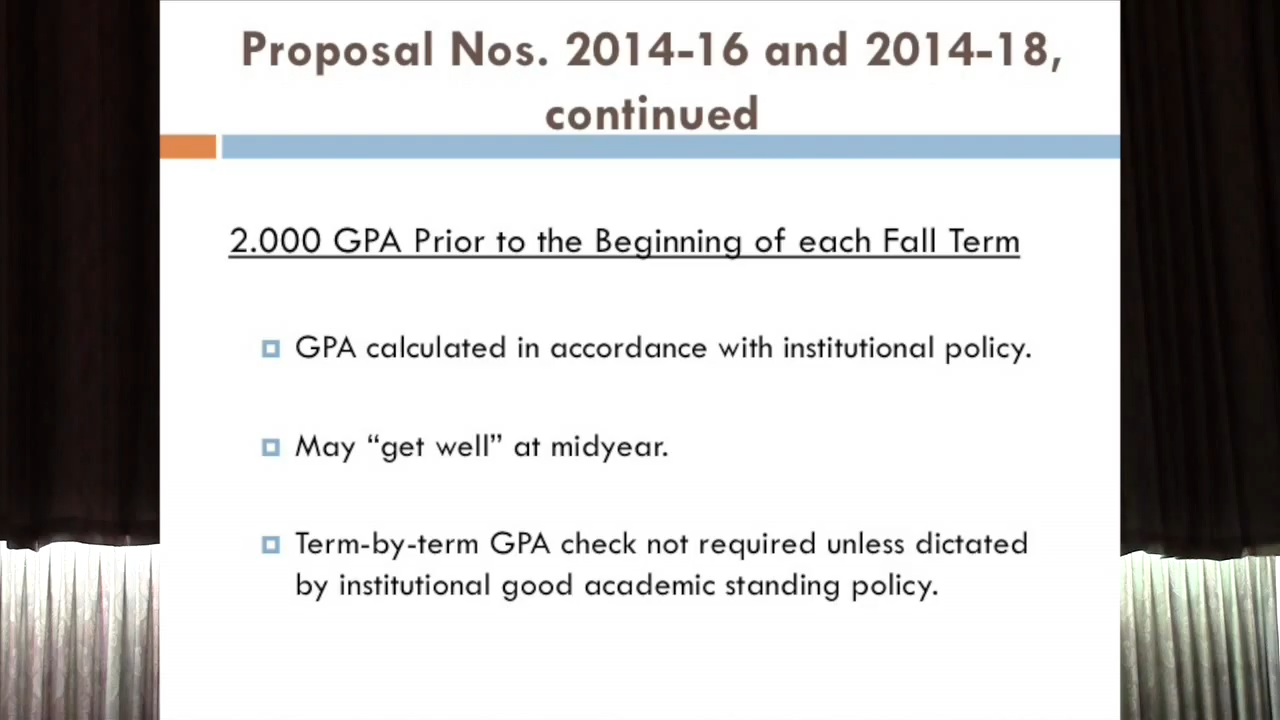 Proposal Nos. 2014-16 and 2014-18,
continued
2.000 GPA Prior to the Beginning of each Fall Term
GPA calculated in accordance with institutional policy.
May “get well” at midyear.
Term-by-term GPA check not required unless dictated
by institutional good academic standing policy.